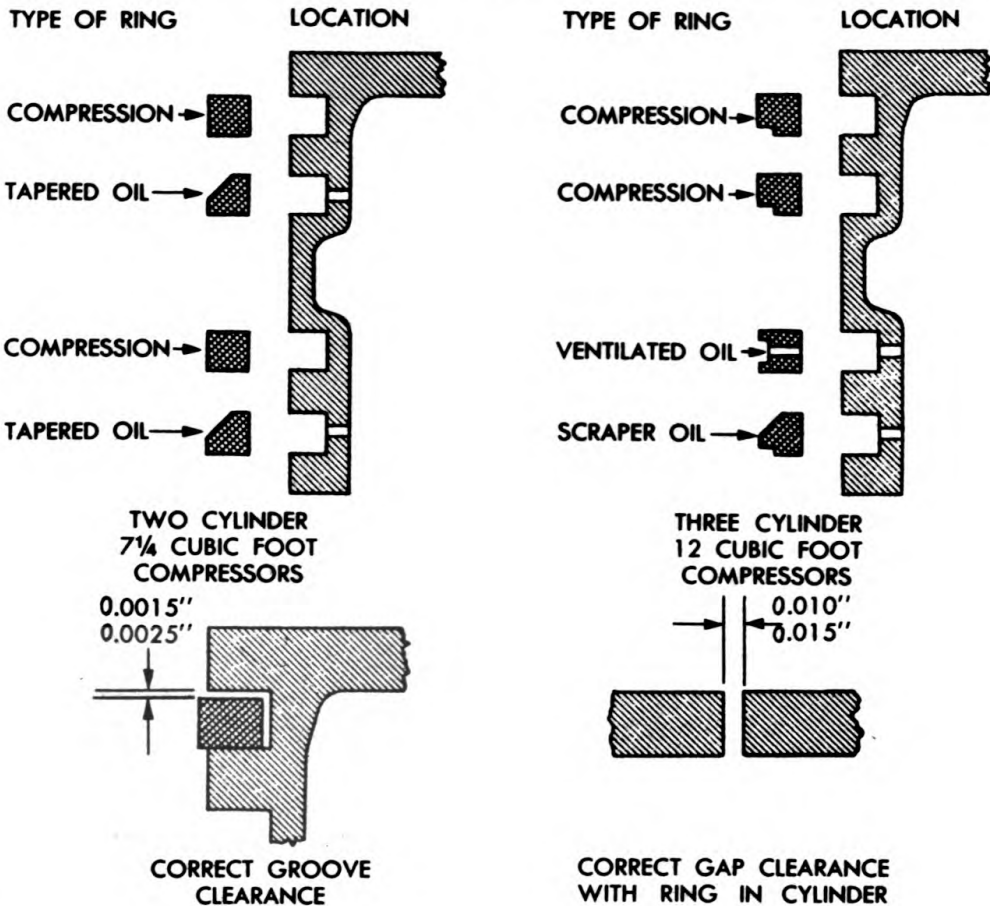 TYPE OF RING
LOCATION
COMPRESSION
TAPERED OIL
COMPRESSION
TAPERED OIL
TWO CYLINDER
7¼ CUBIC FOOT
COMPRESSORS
TYPE OF RING
LOCATION
COMPRESSION
COMPRESSION
VENTILATED OIL
SCRAPER OIL
THREE CYLINDER
12 CUBIC FOOT
COMPRESSORS
0.0015″
0.0025″
CORRECT GROOVE
CLEARANCE
0.010″
0.015″
CORRECT GAP CLEARANCE
WITH RING IN CYLINDER